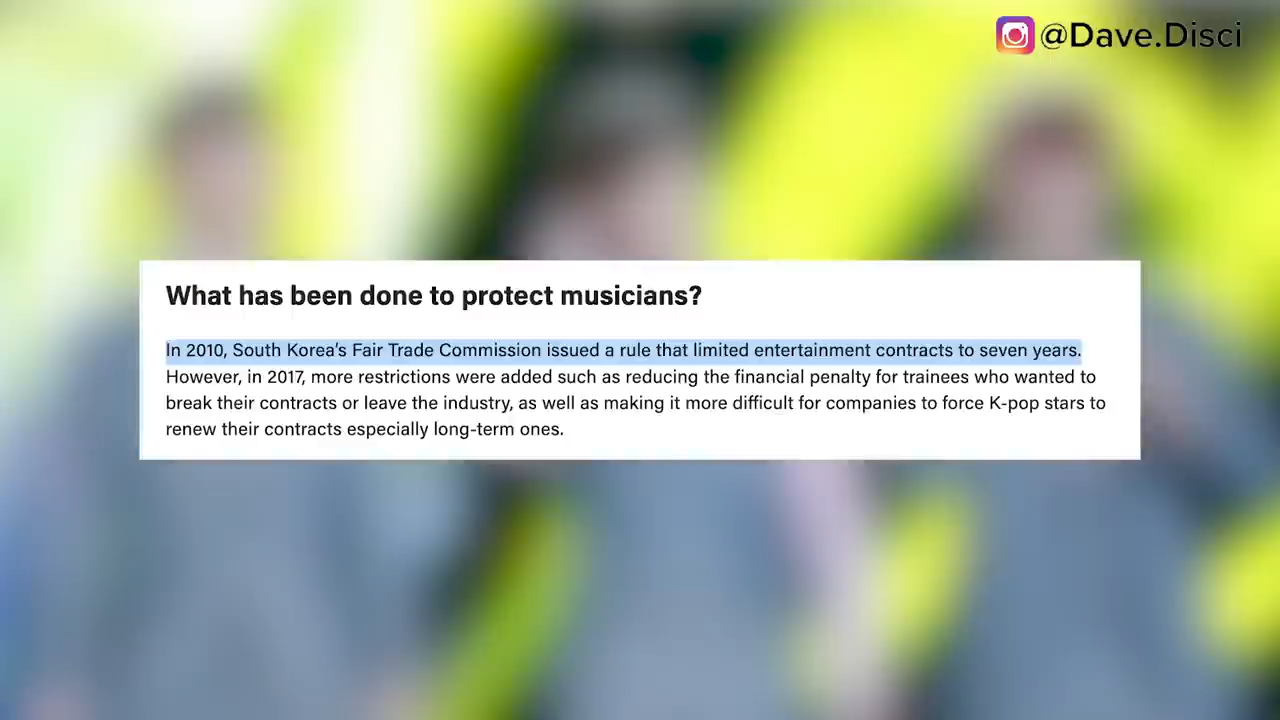 @Dave.Disci
What has been done to protect musicians?
In 2010, South Korea's Fair Trade Commission issued a rule that limited entertainment contracts to seven years.
However, in 2017, more restrictions were added such as reducing the financial penalty for trainees who wanted to
break their contracts or leave the industry, as well as making it more difficult for companies to force K-pop stars to
renew their contracts especially long-term ones.